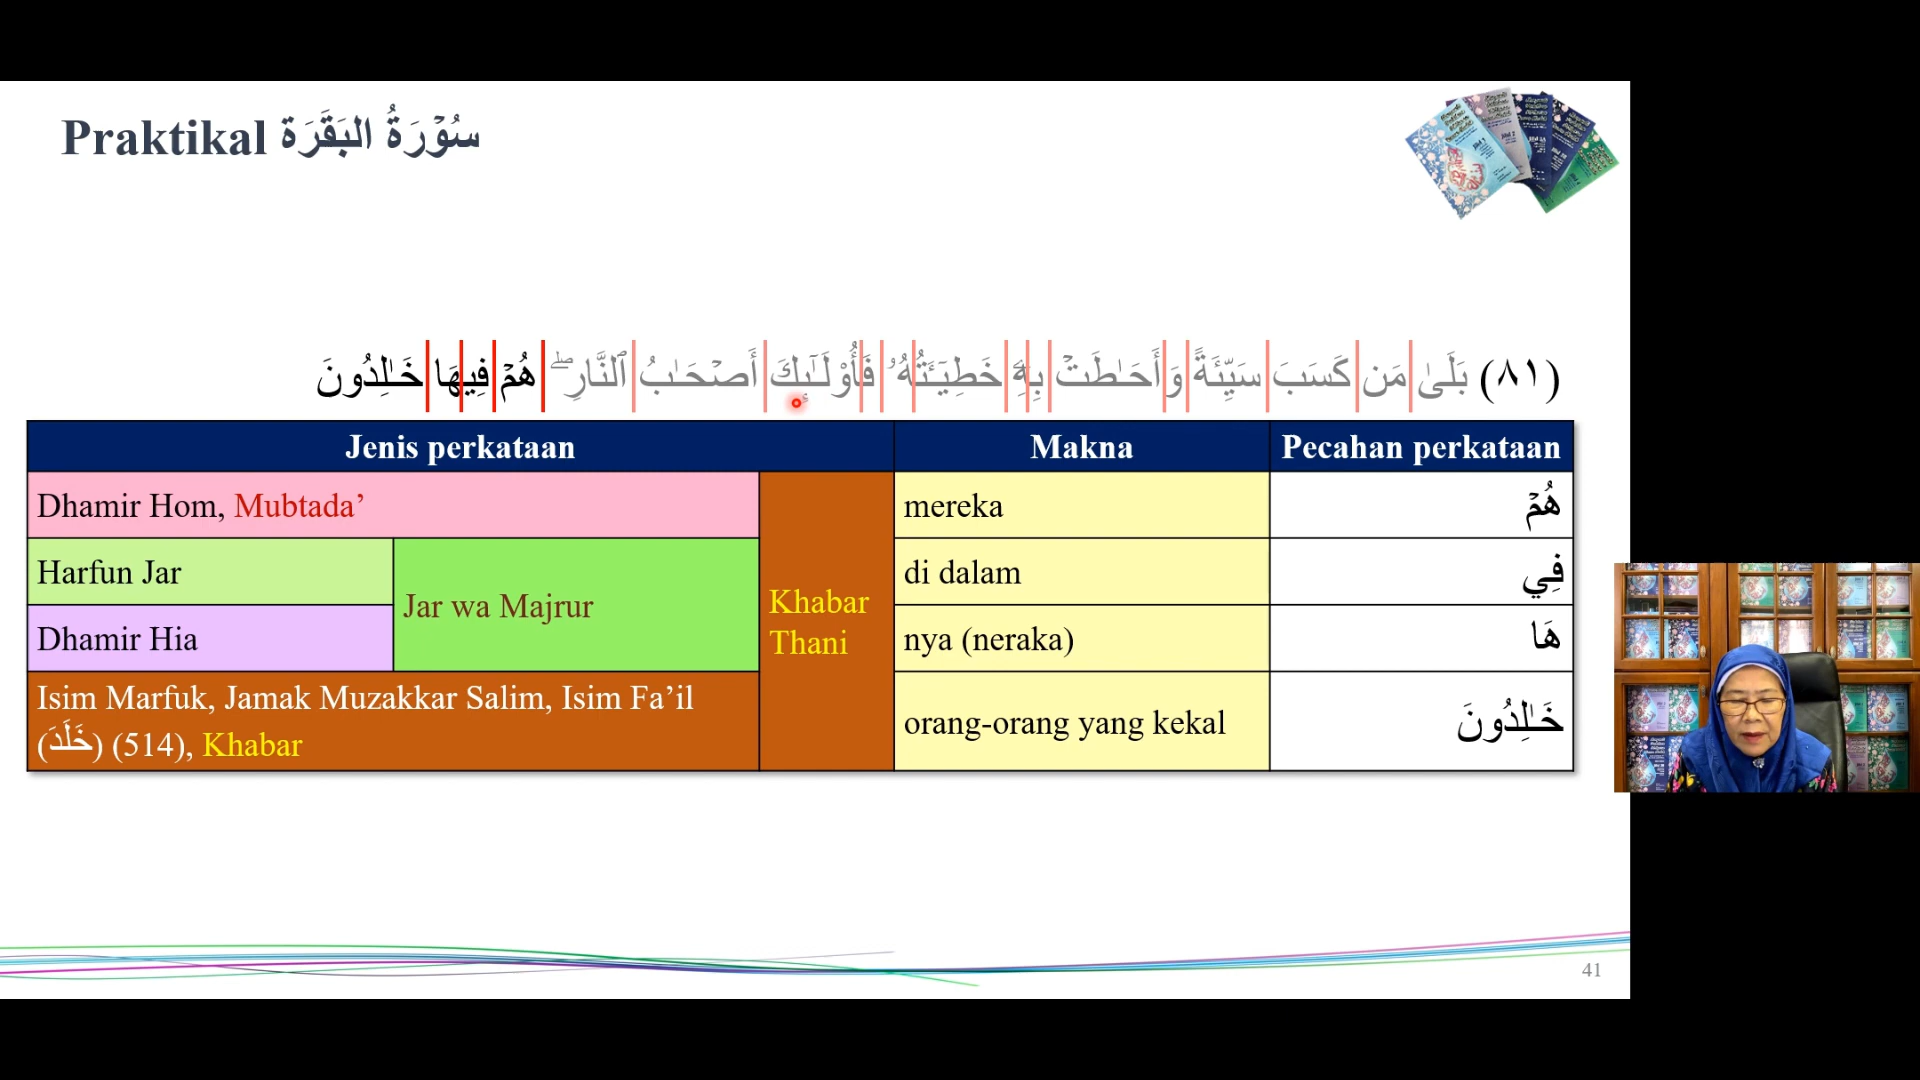 Praktikal سُوْرَةُ البَقَرَة
(٨١) بَلَىٰ مَن كَسَبَ سَيِّئَةً وَأَحَـٰطَتْ بِهِۦ خَطِيٓـَٔتُهُۥ فَأُوْلَـٰٓئِكَ أَصْحَـٰبُ ٱلنَّارِ ۖ هُمْ فِيهَا خَـٰلِدُونَ
Jenis perkataan Makna Pecahan perkataan
Dhamir Hom, Mubtada’ mereka هُمْ
Harfun Jar di dalam فِي
Jar wa Majrur
Khabar Thani
Dhamir Hia nya (neraka) هَا
Isim Marfuk, Jamak Muzakkar Salim, Isim Fa’il
(خَلَدَ) (514), Khabar orang-orang yang kekal خَـٰلِدُونَ
41